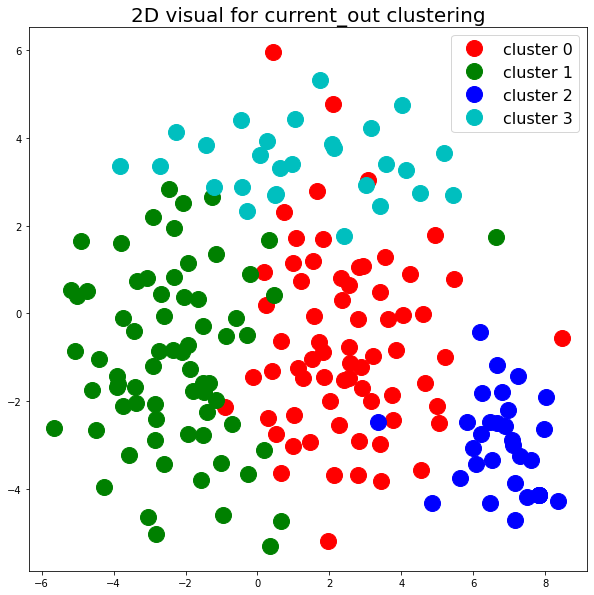 2D visual for current_out clustering
cluster 0
cluster 1
cluster 2
cluster 3
6
4
2
0
−2
−4
−6 −4 −2 0 2 4 6 8